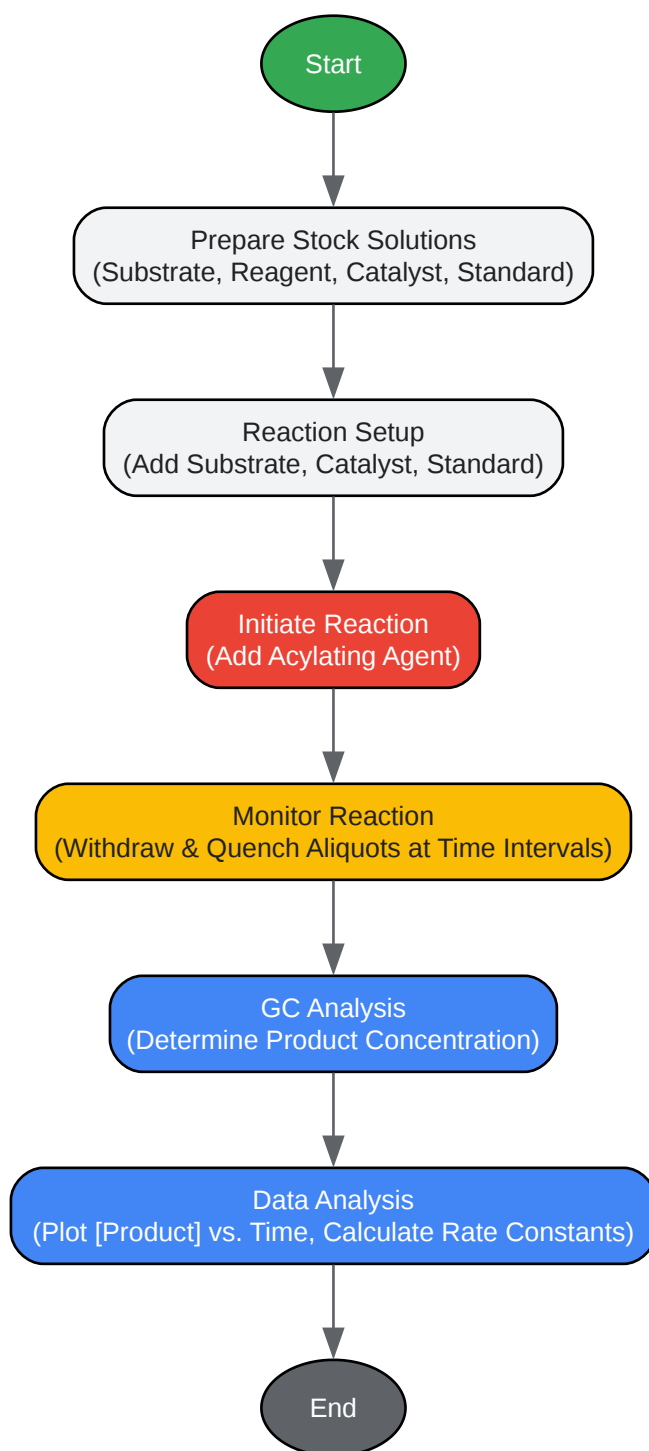 Start
Prepare Stock Solutions
(Substrate, Reagent, Catalyst, Standard)
Reaction Setup
(Add Substrate, Catalyst, Standard)
Initiate Reaction
(Add Acylating Agent)
Monitor Reaction
(Withdraw & Quench Aliquots at Time Intervals)
GC Analysis
(Determine Product Concentration)
Data Analysis
(Plot [Product] vs. Time, Calculate Rate Constants)
End